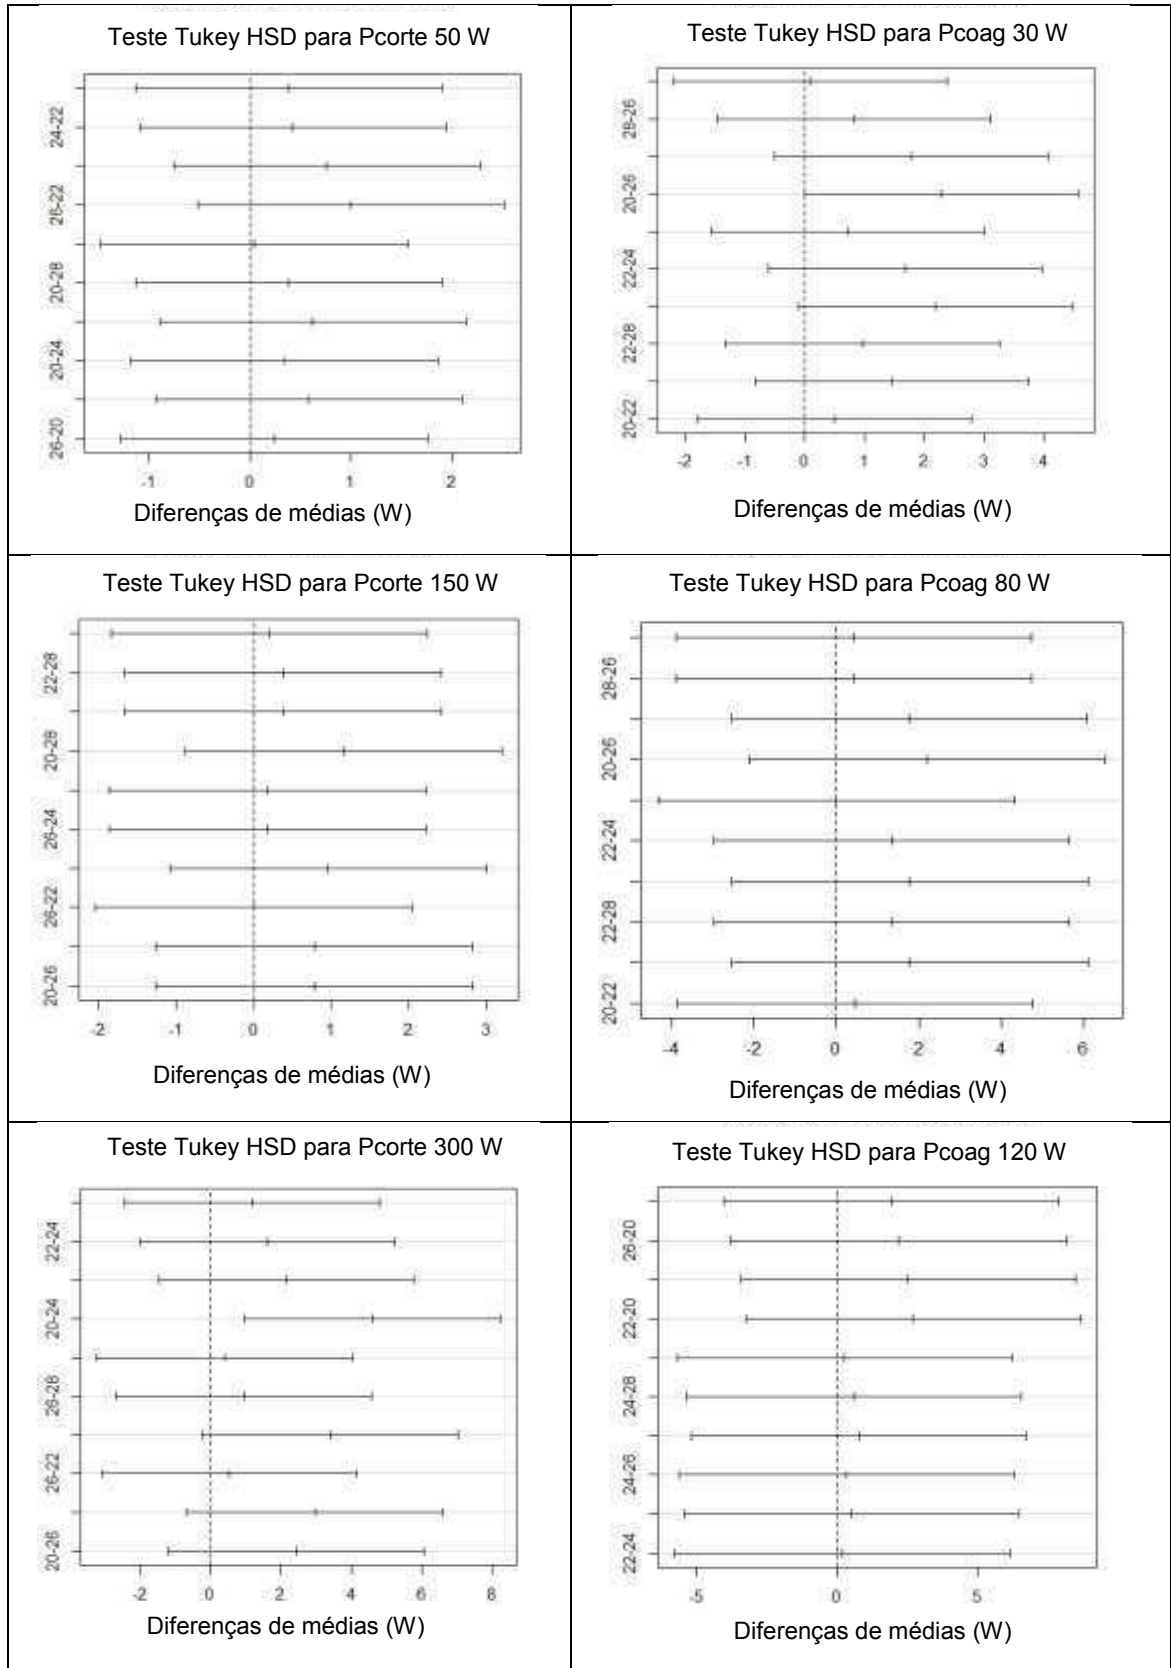 Teste Tukey HSD para Pcorte 50 W
24-22
26-22
20-28
20-24
26-20
-1 0 1 2
Diferenças de médias (W)
Teste Tukey HSD para Pcoag 30 W
28-26
20-26
22-24
22-28
20-22
-2 -1 0 1 2 3 4
Diferenças de médias (W)
Teste Tukey HSD para Pcorte 150 W
22-28
20-28
26-24
26-22
20-26
-2 -1 0 1 2 3
Diferenças de médias (W)
Teste Tukey HSD para Pcoag 80 W
28-26
20-26
22-24
22-28
20-22
-4 -2 0 2 4 6
Diferenças de médias (W)
Teste Tukey HSD para Pcorte 300 W
22-24
20-24
26-28
26-22
20-26
-2 0 2 4 6 8
Diferenças de médias (W)
Teste Tukey HSD para Pcoag 120 W
26-20
22-20
24-28
24-26
22-24
-5 0 5
Diferenças de médias (W)